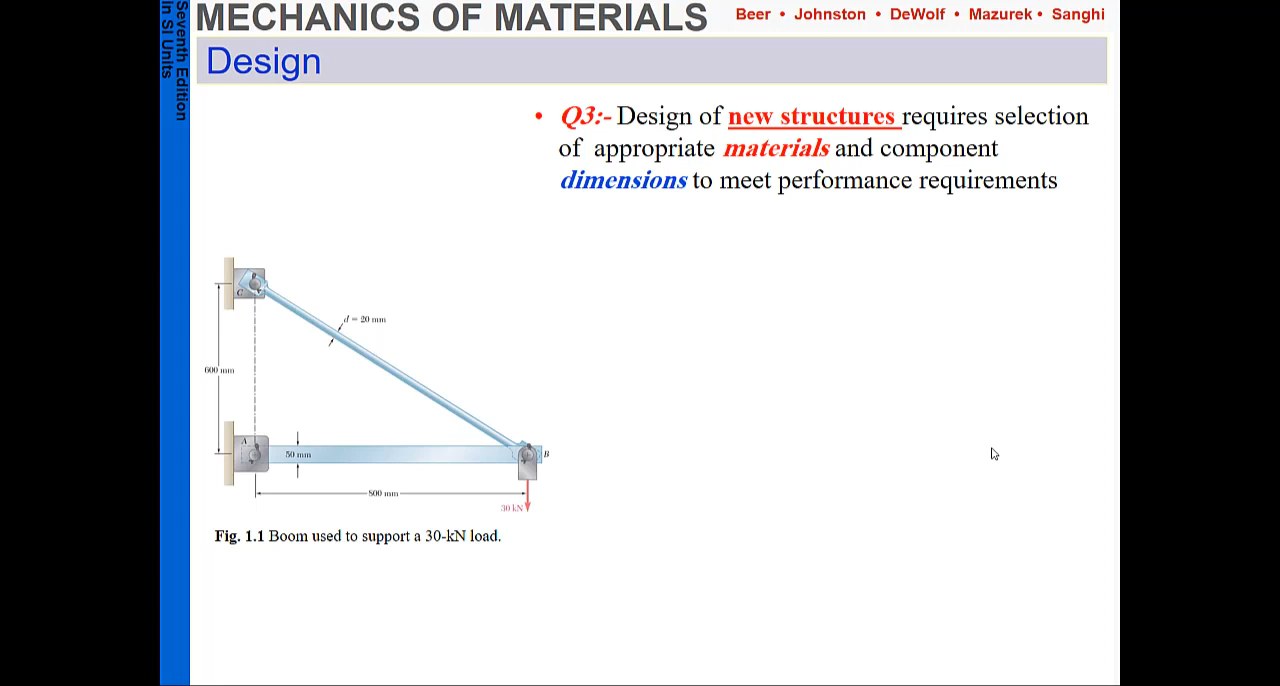 Seventh Edition
in SI Units
MECHANICS OF MATERIALS
Beer • Johnston • DeWolf • Mazurek • Sanghi
Design
• Q3:- Design of new structures requires selection
of appropriate materials and component
dimensions to meet performance requirements
C
d = 20 mm
600 mm
A
50 mm
B
800 mm
30 kN
Fig. 1.1 Boom used to support a 30-kN load.